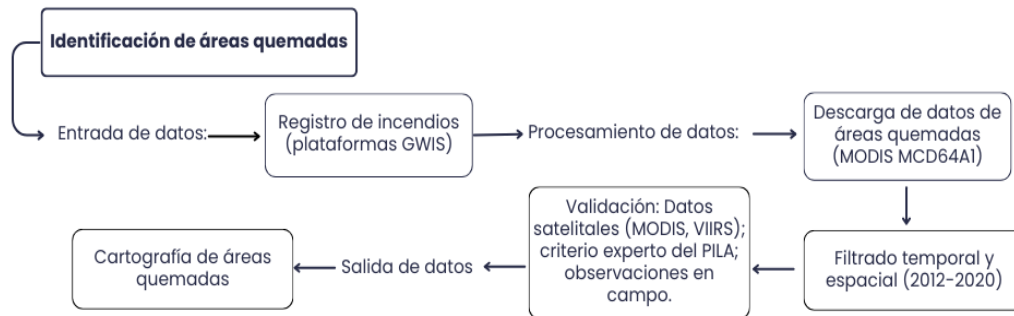 Identificación de áreas quemadas
Entrada de datos:
Registro de incendios
(plataformas GWIS)
Procesamiento de datos:
Descarga de datos de
áreas quemadas
(MODIS MCD64A1)
Filtrado temporal y
espacial (2012-2020)
Validación: Datos
satelitales (MODIS, VIIRS);
criterio experto del PILA;
observaciones en
campo.
Salida de datos
Cartografía de áreas
quemadas